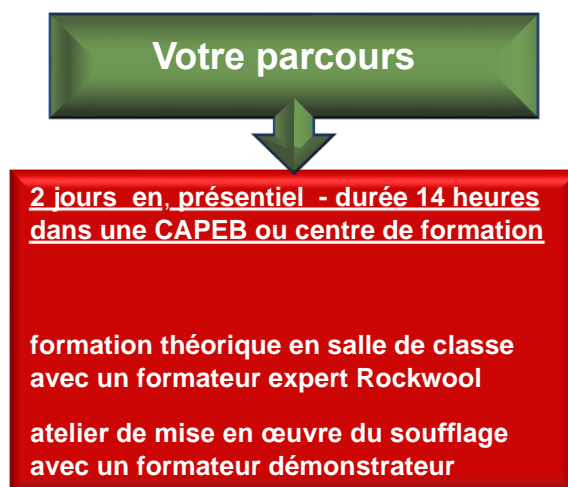 Votre parcours
2 jours  en, présentiel  - durée 14 heures
dans une CAPEB ou centre de formation
formation théorique en salle de classe
avec un formateur expert Rockwool
atelier de mise en œuvre du soufflage
avec un formateur démonstrateur